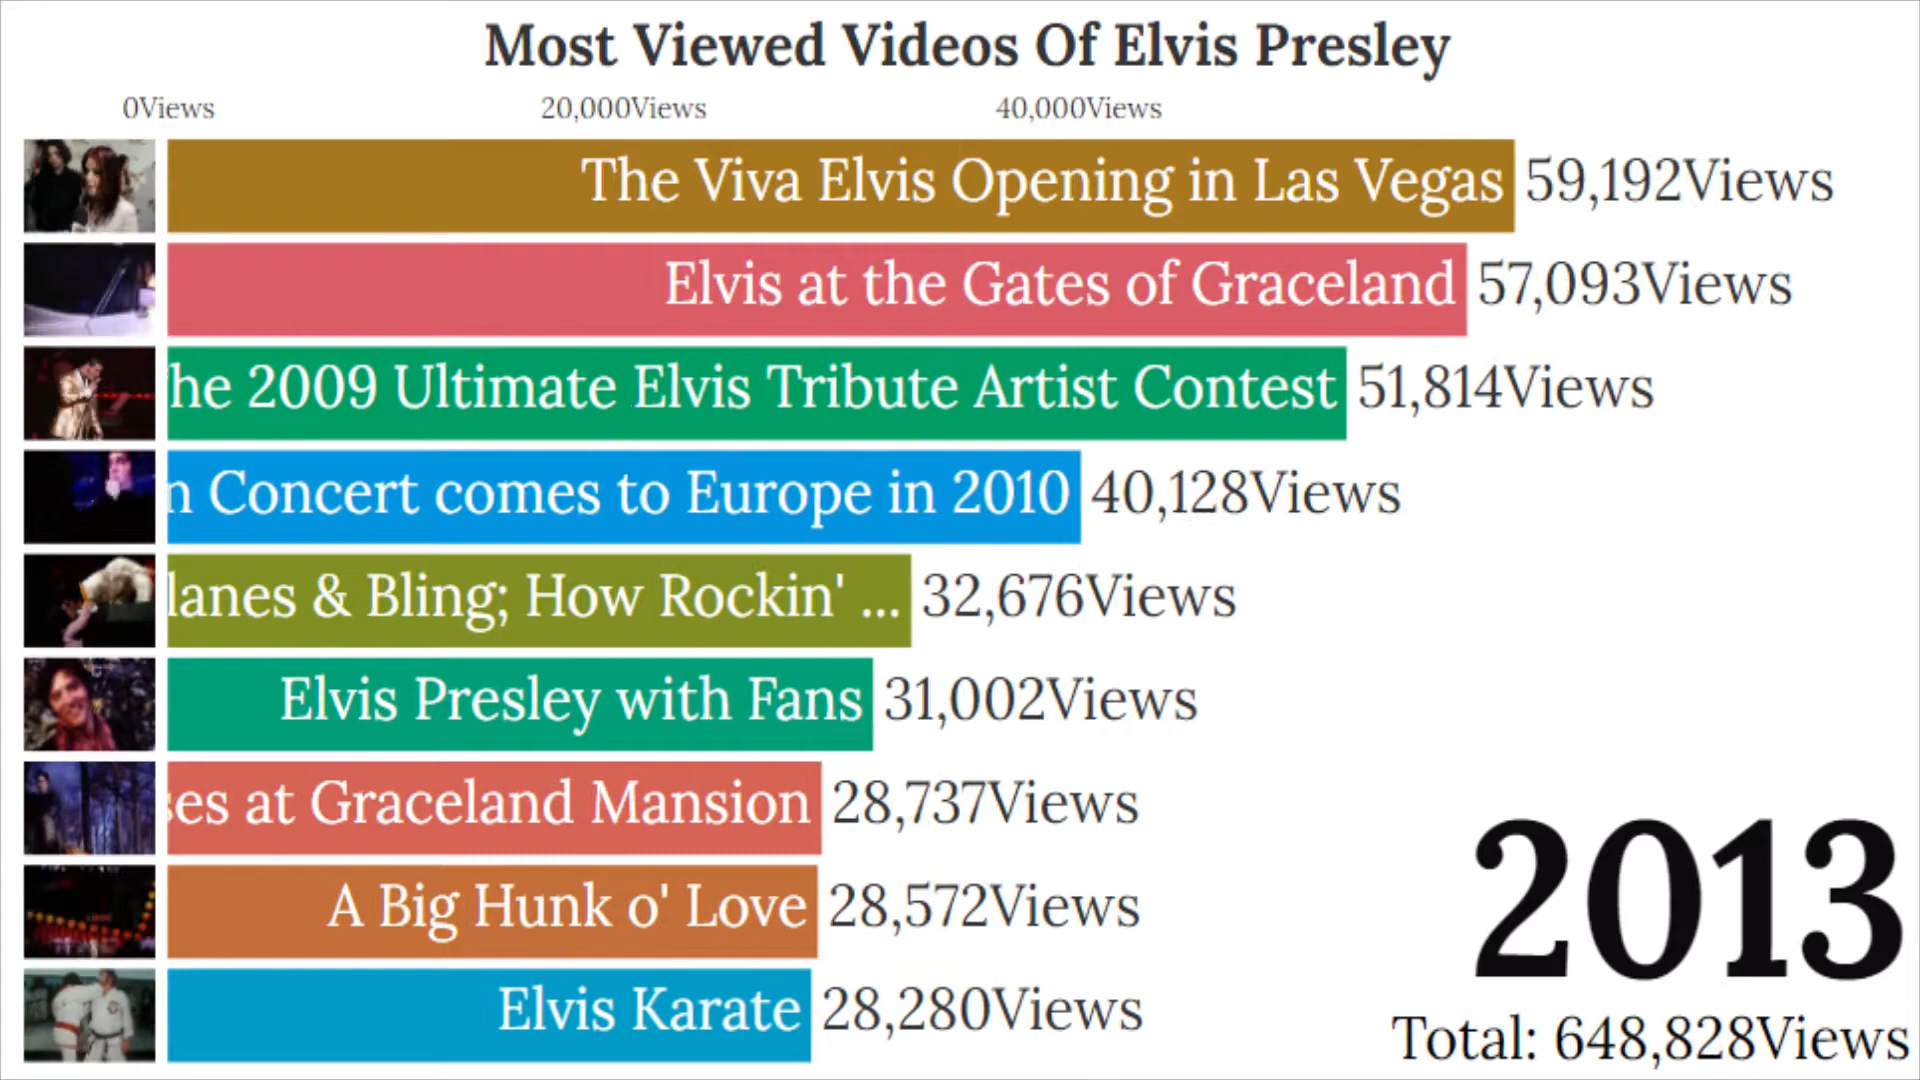 Most Viewed Videos Of Elvis Presley
0Views 20,000Views 40,000Views
The Viva Elvis Opening in Las Vegas 59,192Views
Elvis at the Gates of Graceland 57,093Views
he 2009 Ultimate Elvis Tribute Artist Contest 51,814Views
n Concert comes to Europe in 2010 40,128Views
lanes & Bling; How Rockin' ... 32,676Views
Elvis Presley with Fans 31,002Views
ses at Graceland Mansion 28,737Views
A Big Hunk o' Love 28,572Views
Elvis Karate 28,280Views
2013
Total: 648,828Views